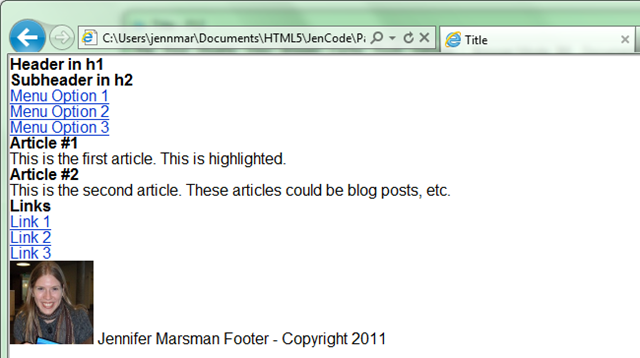 C:\Users\jennmar\Documents\HTML5\JenCode\Pa
Title
Header in h1
Subheader in h2
Menu Option 1
Menu Option 2
Menu Option 3
Article #1
This is the first article. This is highlighted.
Article #2
This is the second article. These articles could be blog posts, etc.
Links
Link 1
Link 2
Link 3
Jennifer Marsman Footer - Copyright 2011